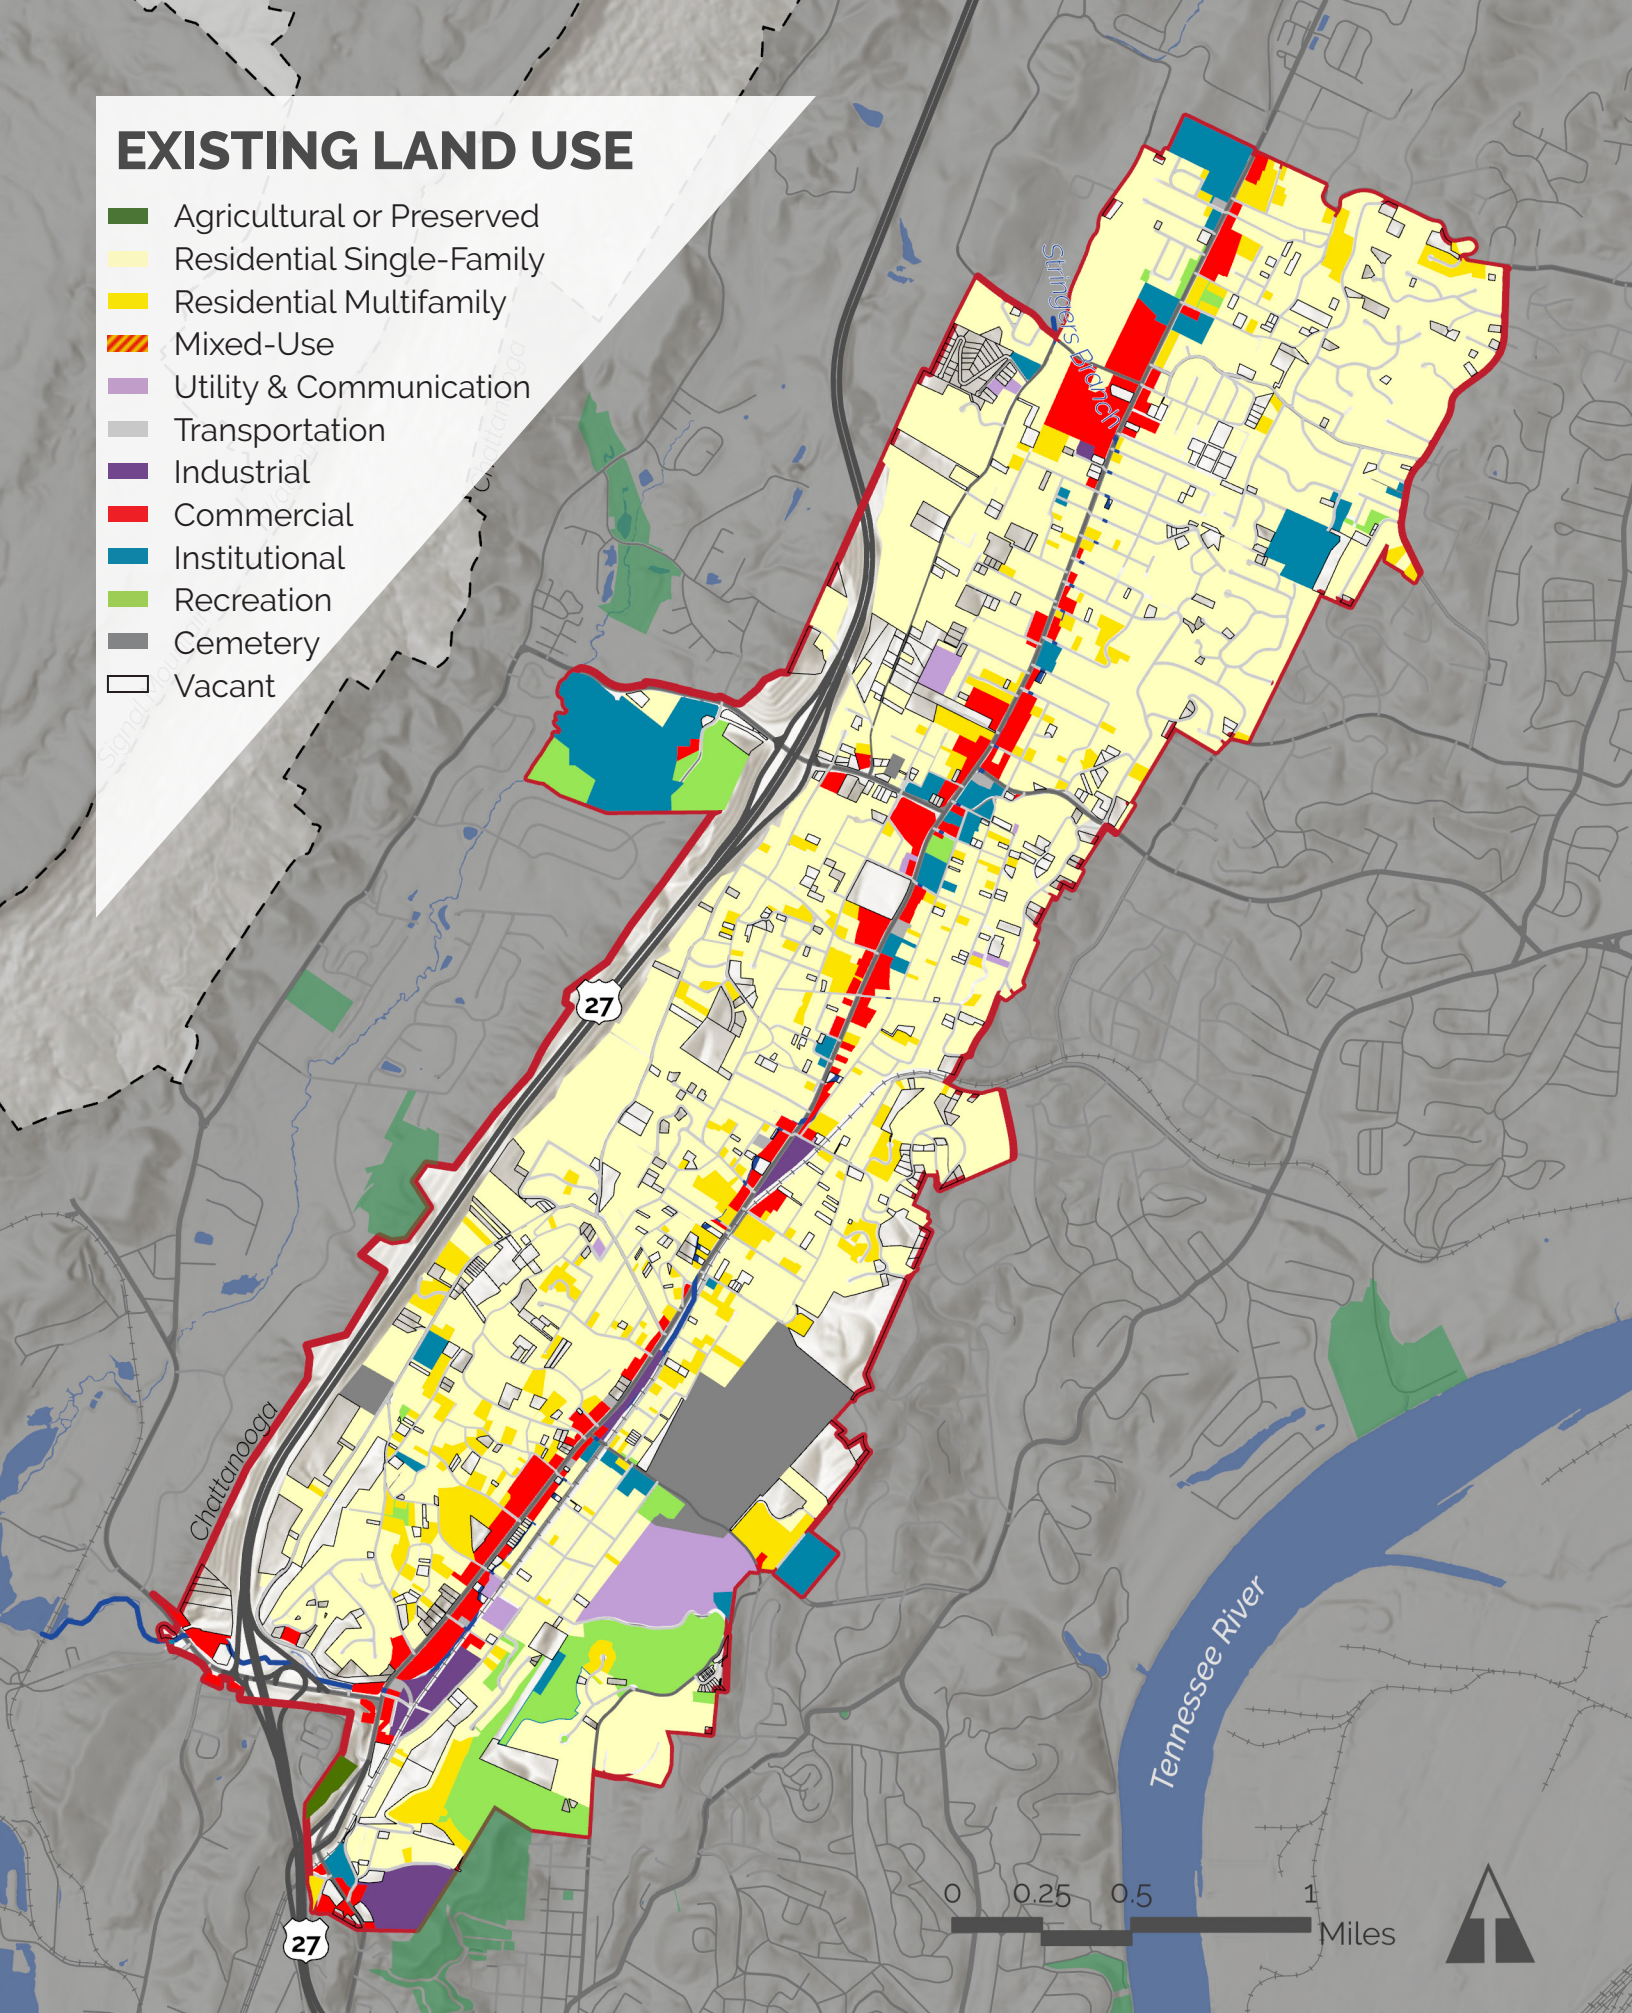 EXISTING LAND USE
Agricultural or Preserved
Residential Single-Family
Residential Multifamily
Mixed-Use
Utility & Communication
Transportation
Industrial
Commercial
Institutional
Recreation
Cemetery
Vacant
Stringers Branch
27
Chattanooga
Tennessee River
0 0.25 0.5 1
Miles
27